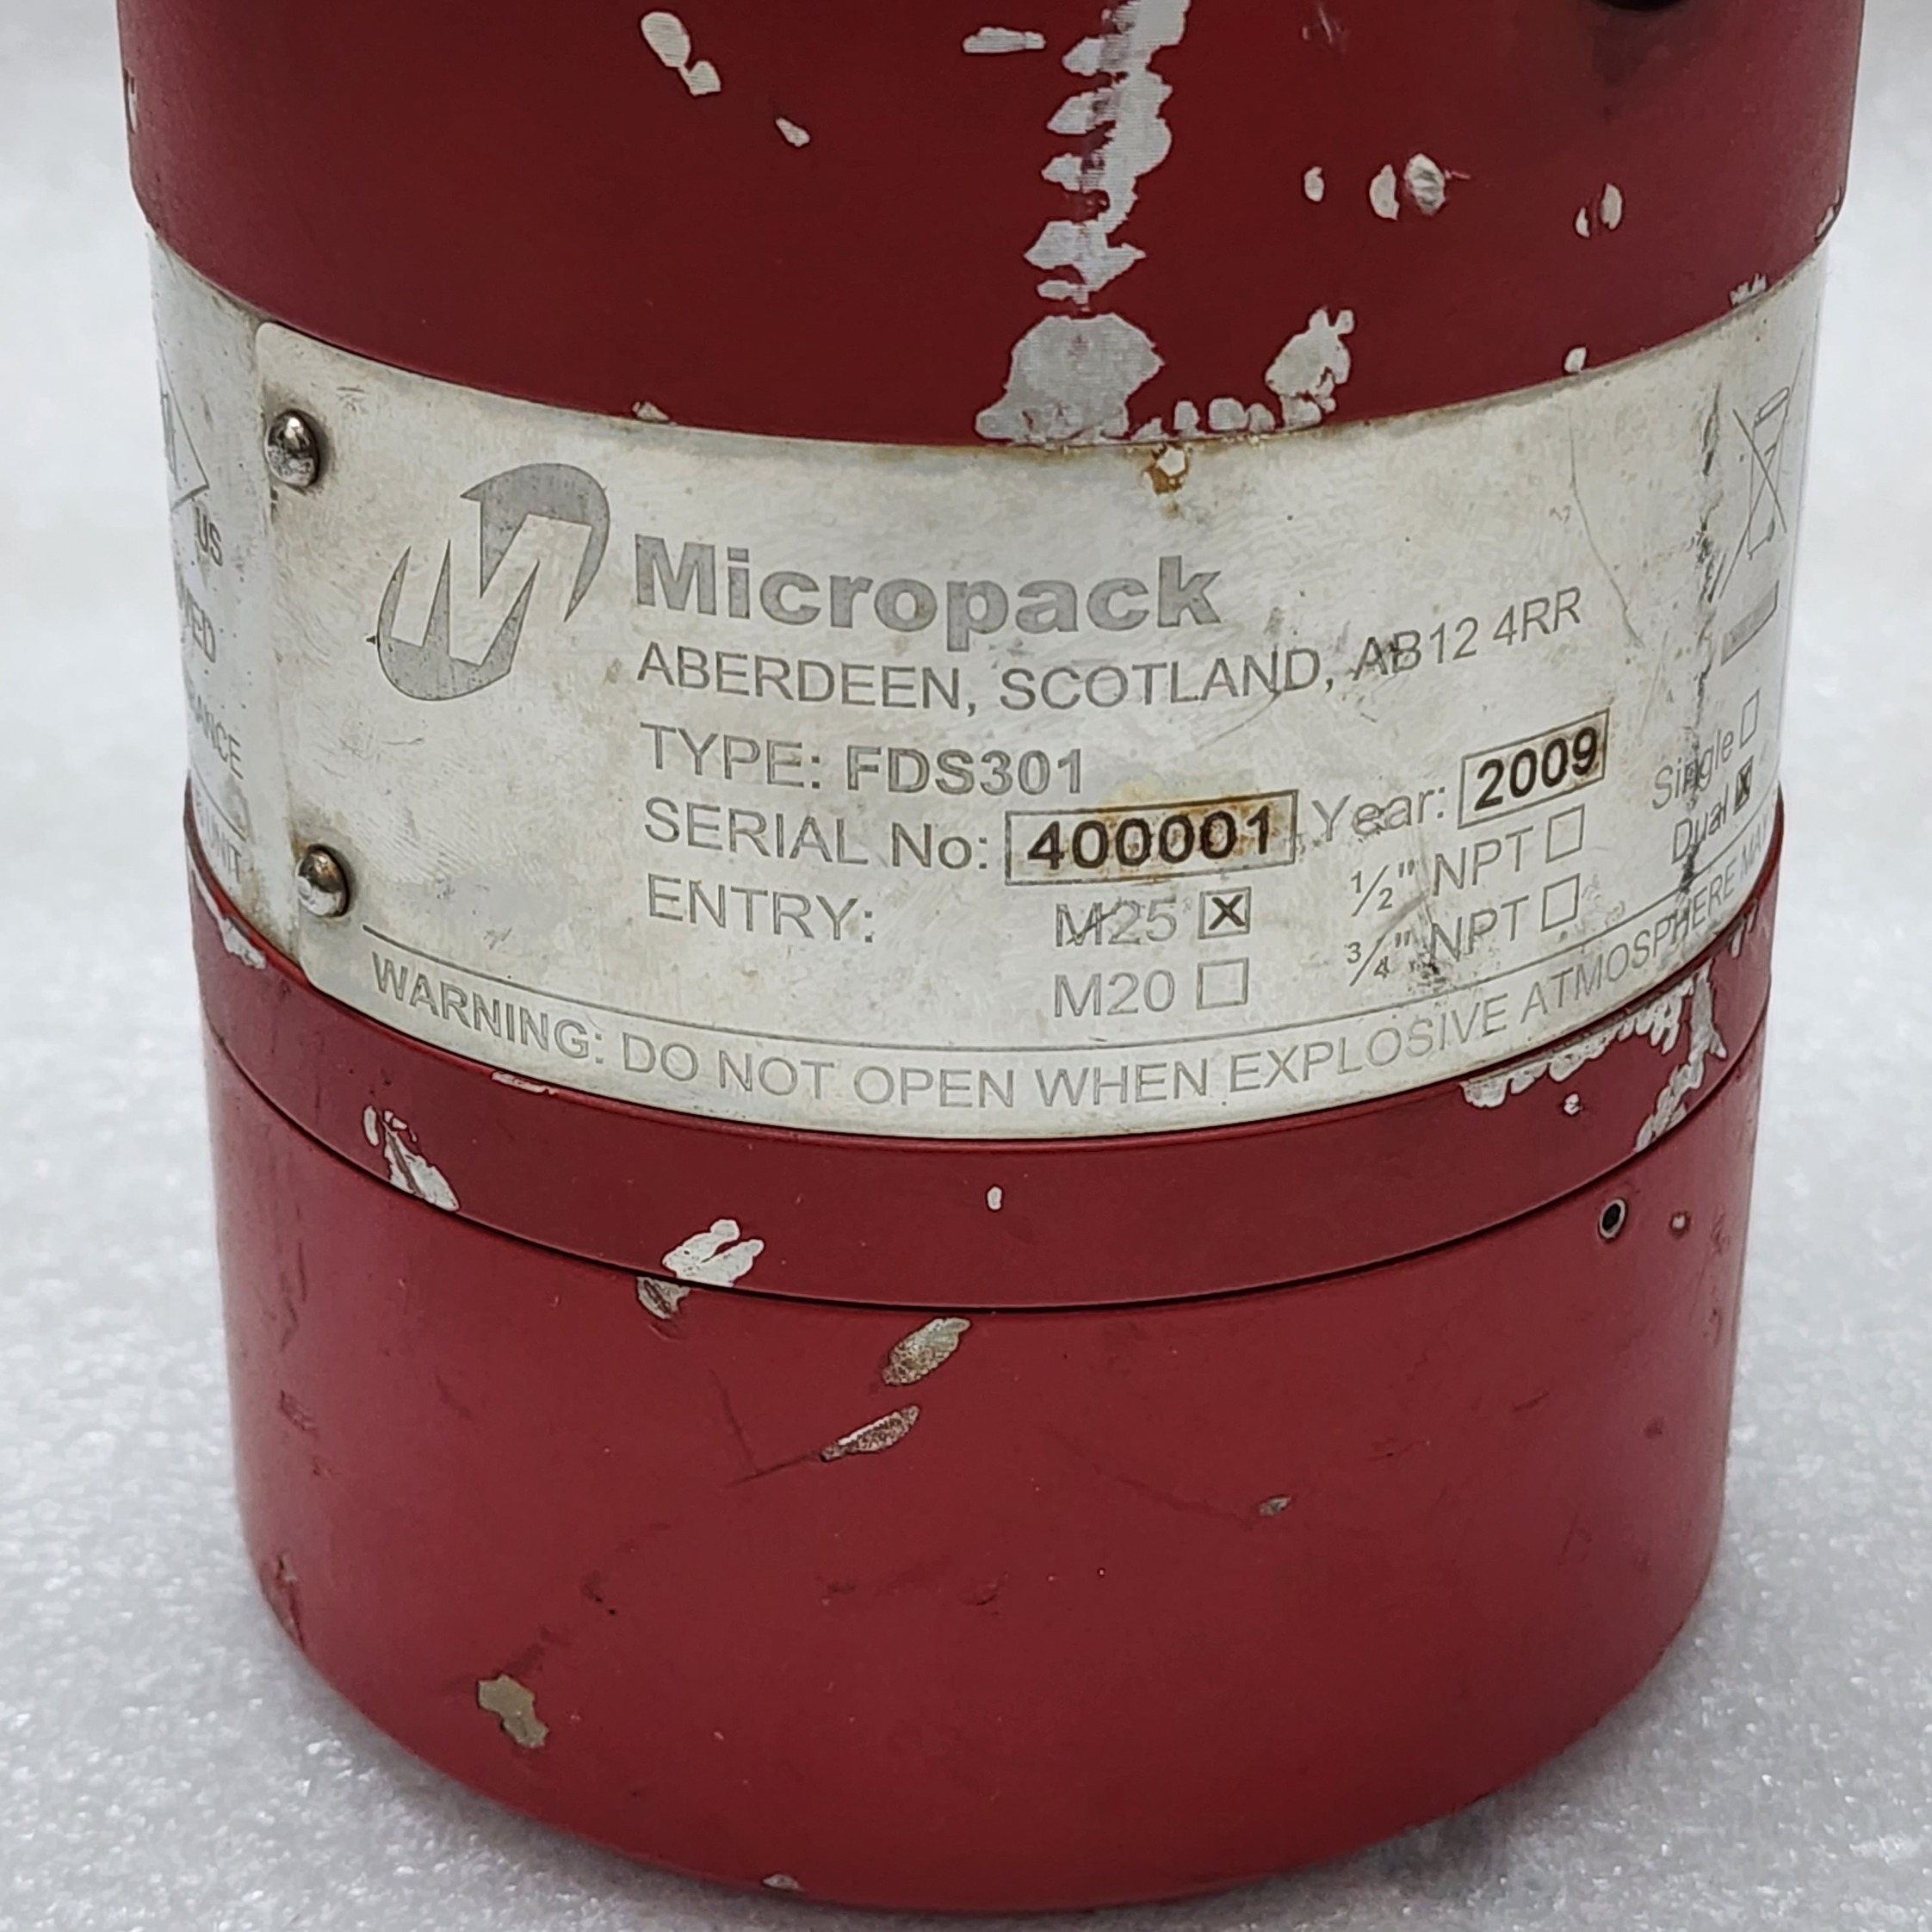 Micropack
ABERDEEN, SCOTLAND, AB12 4RR
TYPE: FDS301
SERIAL No: 400001 Year: 2009
ENTRY: M25 ☒ 1/2" NPT ☐ Single ☐
M20 ☐ 3/4" NPT ☐ Dual ☒
WARNING: DO NOT OPEN WHEN EXPLOSIVE ATMOSPHERE
US